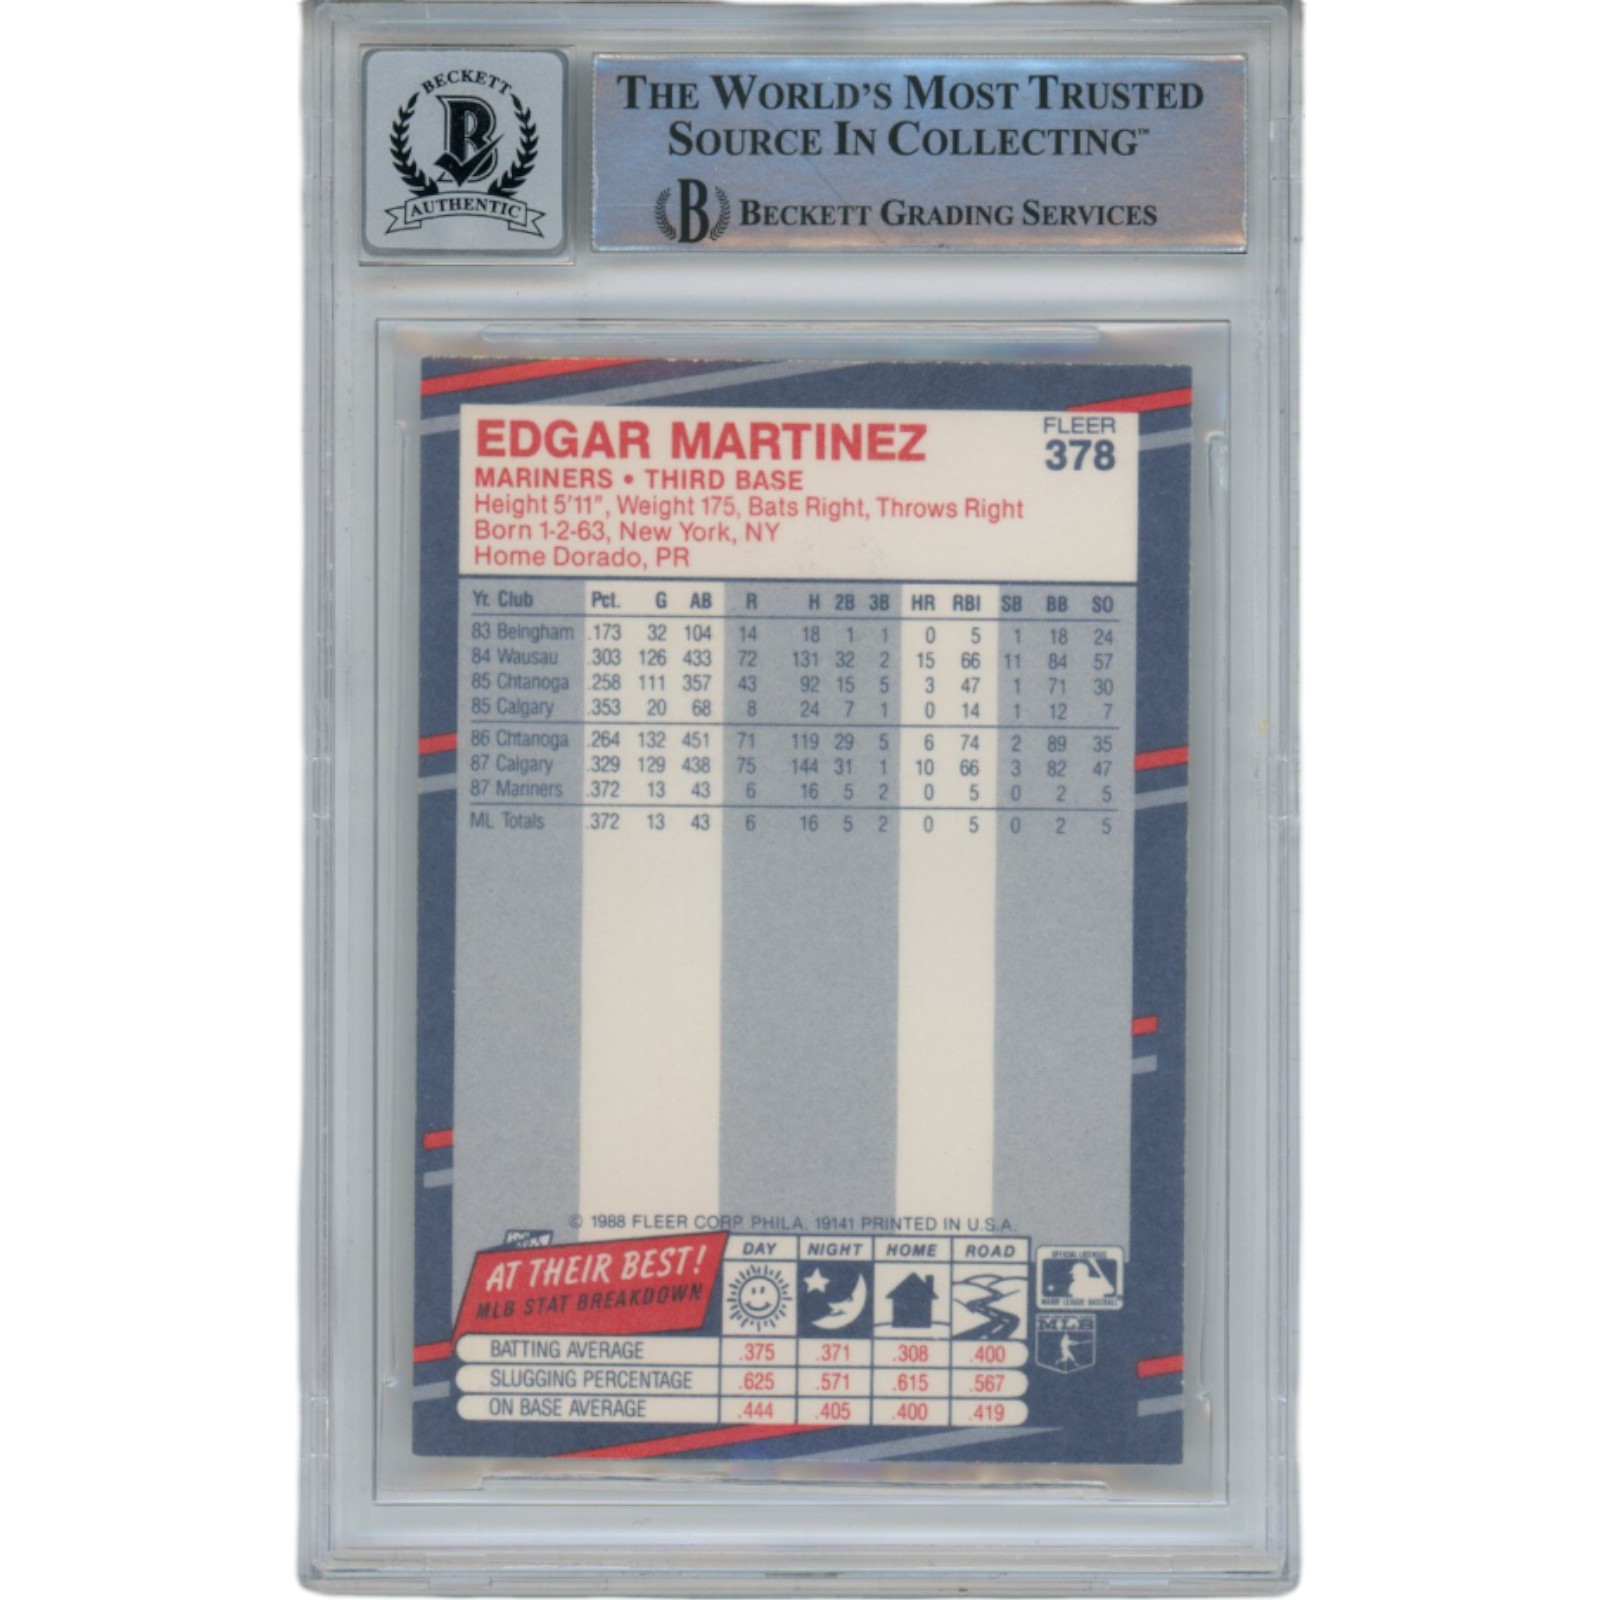 BECKETT
B
AUTHENTIC
THE WORLD'S MOST TRUSTED
SOURCE IN COLLECTING™
B BECKETT GRADING SERVICES
EDGAR MARTINEZ
FLEER
378
MARINERS • THIRD BASE
Height 5'11", Weight 175, Bats Right, Throws Right
Born 1-2-63, New York, NY
Home Dorado, PR
Yr. Club Pct. G AB R H 2B 3B HR RBI SB BB SO
83 Belngham .173 32 104 14 18 1 1 0 5 1 18 24
84 Wausau .303 126 433 72 131 32 2 15 66 11 84 57
85 Chtanoga .258 111 357 43 92 15 5 3 47 1 71 30
85 Calgary .353 20 68 8 24 7 1 0 14 1 12 7
86 Chtanoga .264 132 451 71 119 29 5 6 74 2 89 35
87 Calgary .329 129 438 75 144 31 1 10 66 3 82 47
87 Mariners .372 13 43 6 16 5 2 0 5 0 2 5
ML Totals .372 13 43 6 16 5 2 0 5 0 2 5
© 1988 FLEER CORP. PHILA. 19141 PRINTED IN U.S.A.
AT THEIR BEST!
MLB STAT BREAKDOWN
DAY NIGHT HOME ROAD
BATTING AVERAGE .375 .371 .308 .400
SLUGGING PERCENTAGE .625 .571 .615 .567
ON BASE AVERAGE .444 .405 .400 .419
OFFICIAL LICENSEE
MAJOR LEAGUE BASEBALL
MLB